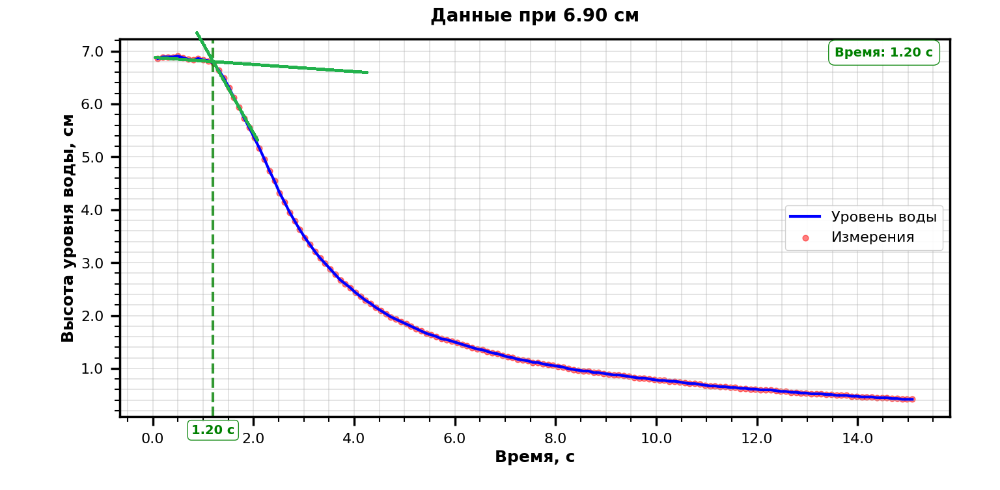 Данные при 6.90 см
Время: 1.20 с
Высота уровня воды, см
7.0
6.0
5.0
4.0
3.0
2.0
1.0
Уровень воды
Измерения
1.20 с
0.0 2.0 4.0 6.0 8.0 10.0 12.0 14.0
Время, с